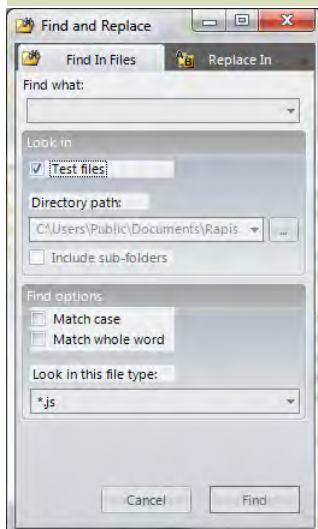 Find and Replace
Find In Files
Replace In
Find what:
Look in
Test files
Directory path:
C:\Users\Public\Documents\Rapis
...
Include sub-folders
Find options
Match case
Match whole word
Look in this file type:
*.js
Cancel
Find